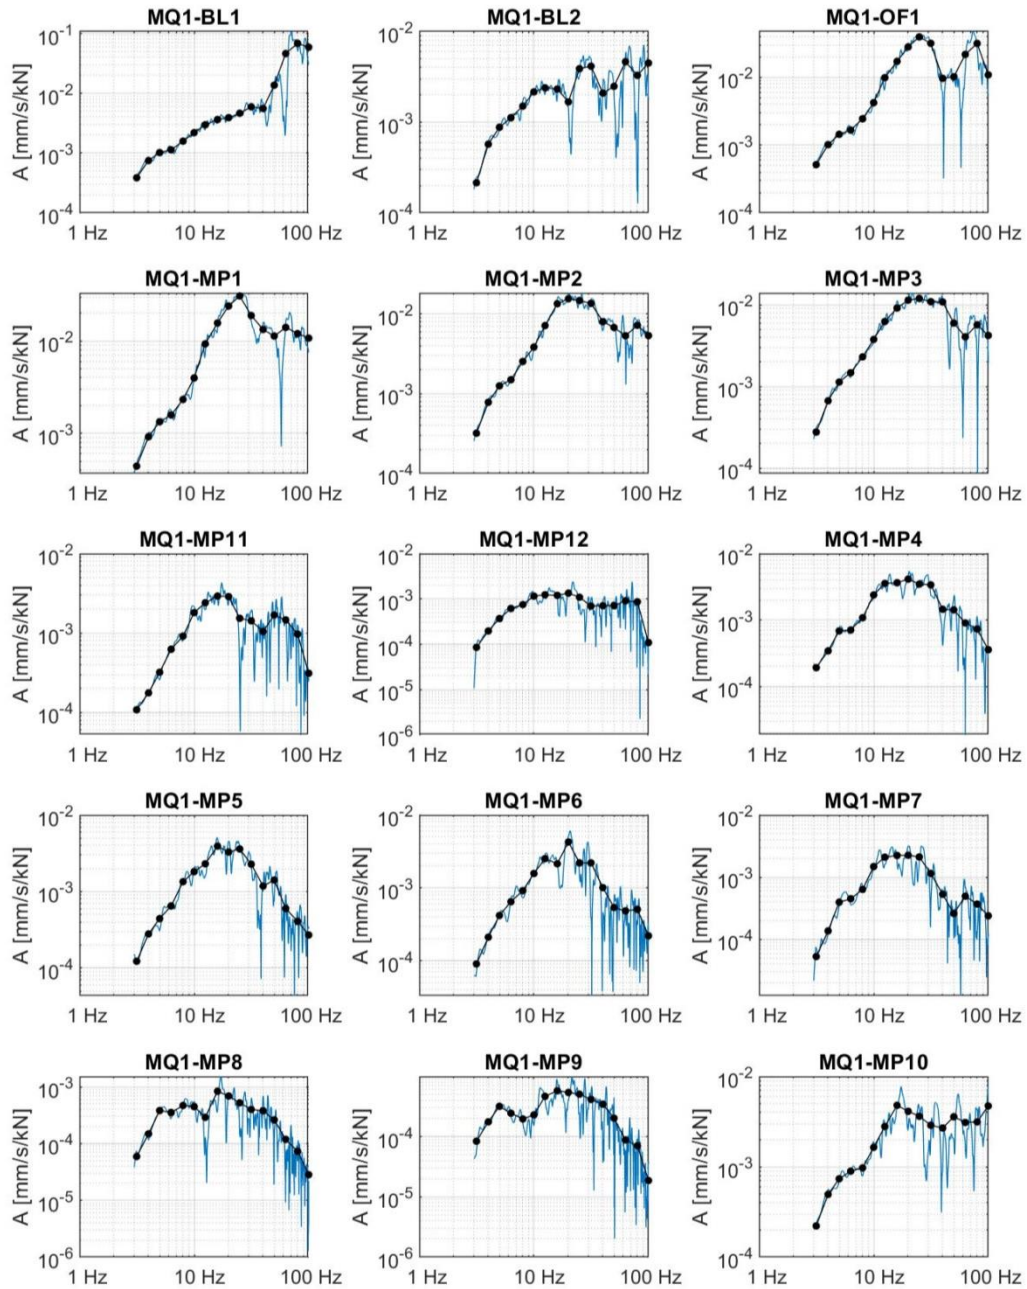 MQ1-BL1 MQ1-BL2 MQ1-OF1
10^-1 10^-2 10^-3 10^-4
A [mm/s/kN]
1 Hz 10 Hz 100 Hz
10^-2 10^-3 10^-4
A [mm/s/kN]
1 Hz 10 Hz 100 Hz
10^-2 10^-3 10^-4
A [mm/s/kN]
1 Hz 10 Hz 100 Hz
MQ1-MP1 MQ1-MP2 MQ1-MP3
10^-2 10^-3
A [mm/s/kN]
1 Hz 10 Hz 100 Hz
10^-2 10^-3 10^-4
A [mm/s/kN]
1 Hz 10 Hz 100 Hz
10^-2 10^-3 10^-4
A [mm/s/kN]
1 Hz 10 Hz 100 Hz
MQ1-MP11 MQ1-MP12 MQ1-MP4
10^-2 10^-3 10^-4
A [mm/s/kN]
1 Hz 10 Hz 100 Hz
10^-2 10^-3 10^-4 10^-5 10^-6
A [mm/s/kN]
1 Hz 10 Hz 100 Hz
10^-2 10^-3 10^-4
A [mm/s/kN]
1 Hz 10 Hz 100 Hz
MQ1-MP5 MQ1-MP6 MQ1-MP7
10^-2 10^-3 10^-4
A [mm/s/kN]
1 Hz 10 Hz 100 Hz
10^-2 10^-3 10^-4
A [mm/s/kN]
1 Hz 10 Hz 100 Hz
10^-2 10^-3 10^-4
A [mm/s/kN]
1 Hz 10 Hz 100 Hz
MQ1-MP8 MQ1-MP9 MQ1-MP10
10^-3 10^-4 10^-5 10^-6
A [mm/s/kN]
1 Hz 10 Hz 100 Hz
10^-4 10^-5 10^-6
A [mm/s/kN]
1 Hz 10 Hz 100 Hz
10^-2 10^-3 10^-4
A [mm/s/kN]
1 Hz 10 Hz 100 Hz